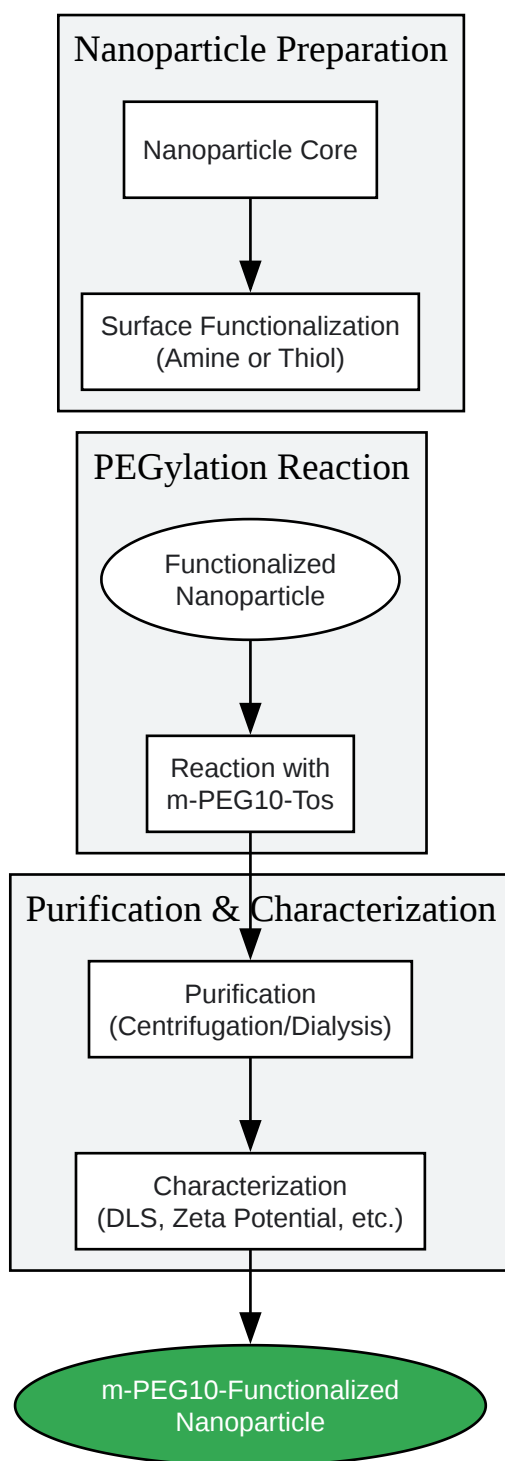 Nanoparticle Preparation
Nanoparticle Core
Surface Functionalization
(Amine or Thiol)
PEGylation Reaction
Functionalized
Nanoparticle
Reaction with
m-PEG10-Tos
Purification & Characterization
Purification
(Centrifugation/Dialysis)
Characterization
(DLS, Zeta Potential, etc.)
m-PEG10-Functionalized
Nanoparticle